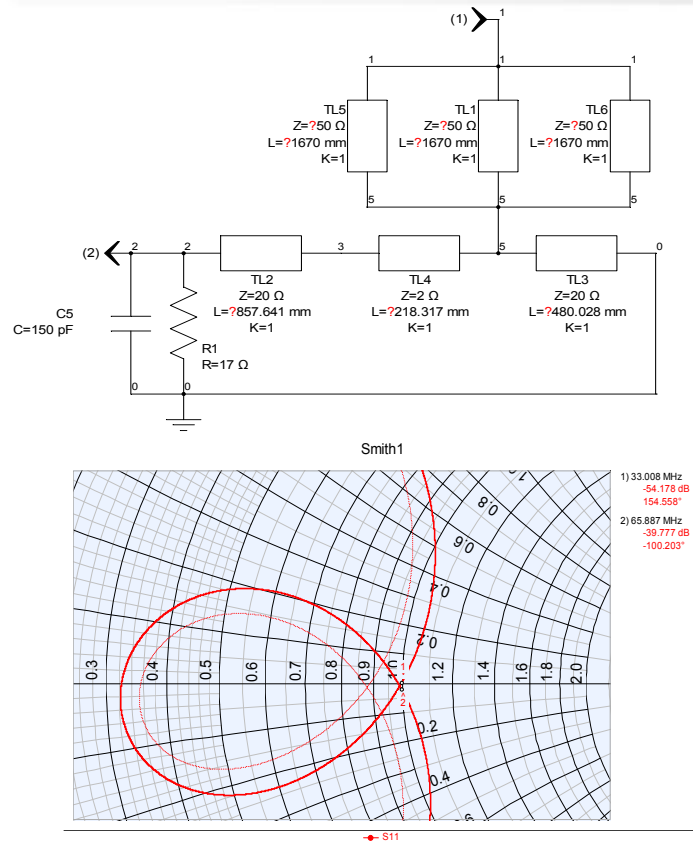 (1)
1
1
1
1
TL5
Z=?50 Ω
L=?1670 mm
K=1
TL1
Z=?50 Ω
L=?1670 mm
K=1
TL6
Z=?50 Ω
L=?1670 mm
K=1
5
5
5
(2)
2
2
3
5
0
TL2
Z=20 Ω
L=?857.641 mm
K=1
TL4
Z=2 Ω
L=?218.317 mm
K=1
TL3
Z=20 Ω
L=?480.028 mm
K=1
C5
C=150 pF
R1
R=17 Ω
0
0
Smith1
1) 33.008 MHz
-54.178 dB
154.558°
2) 65.887 MHz
-39.777 dB
-100.203°
0.8
0.6
0.4
0.2
0.3
0.4
0.5
0.6
0.7
0.8
0.9
1.0
1.2
1.4
1.6
1.8
2.0
1
2
0.2
0.4
S11